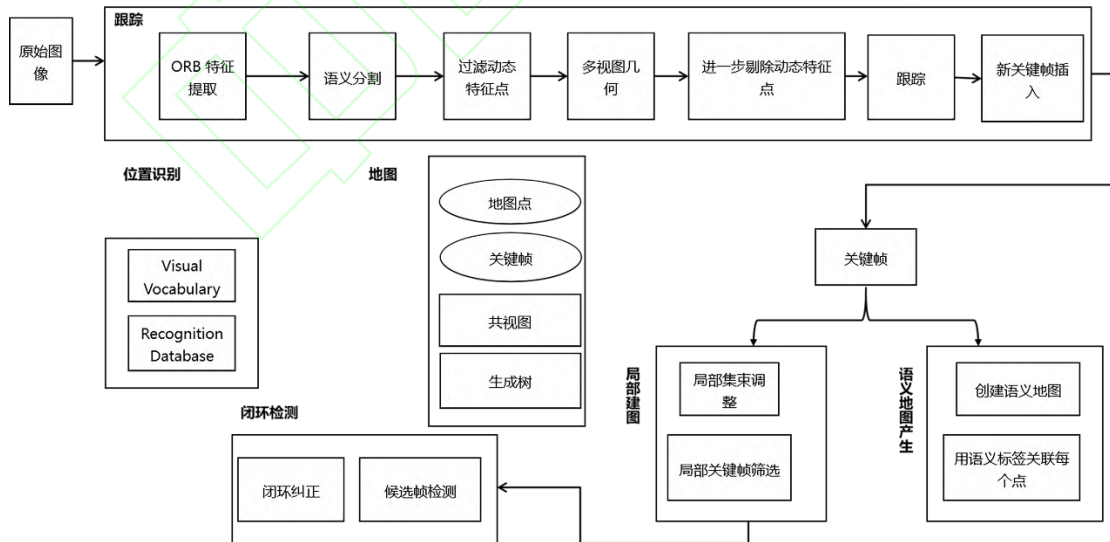 跟踪
原始图
像
ORB 特征
提取
语义分割
过滤动态
特征点
多视图几
何
进一步剔除动态特征
点
跟踪
新关键帧插
入
位置识别
地图
Visual
Vocabulary
Recognition
Database
地图点
关键帧
共视图
生成树
关键帧
局部建图
局部集束调
整
局部关键帧筛选
语义地图产生
创建语义地图
用语义标签关联每
个点
闭环检测
闭环纠正
候选帧检测